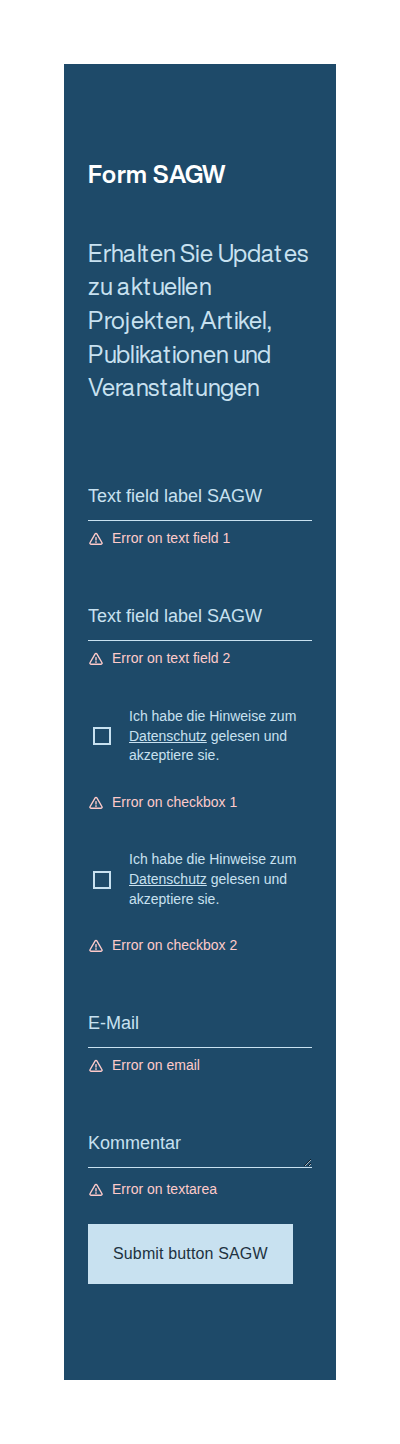 Form SAGW
Erhalten Sie Updates
zu aktuellen
Projekten, Artikel,
Publikationen und
Veranstaltungen
Text field label SAGW
Error on text field 1
Text field label SAGW
Error on text field 2
Ich habe die Hinweise zum
Datenschutz gelesen und
akzeptiere sie.
Error on checkbox 1
Ich habe die Hinweise zum
Datenschutz gelesen und
akzeptiere sie.
Error on checkbox 2
E-Mail
Error on email
Kommentar
Error on textarea
Submit button SAGW